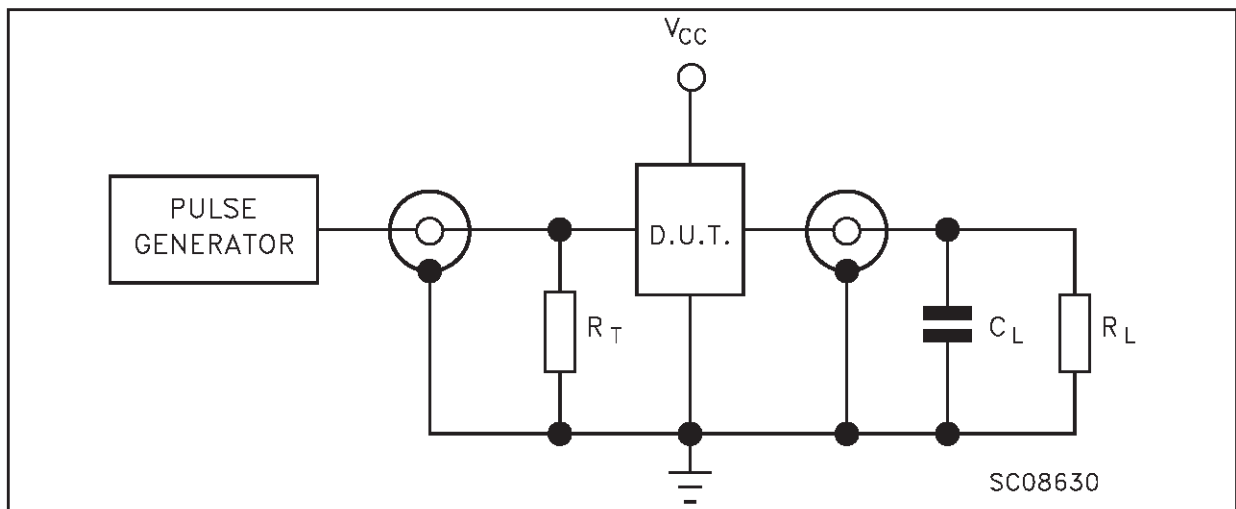 VCC
PULSE
GENERATOR
D.U.T.
RT
CL
RL
SC08630